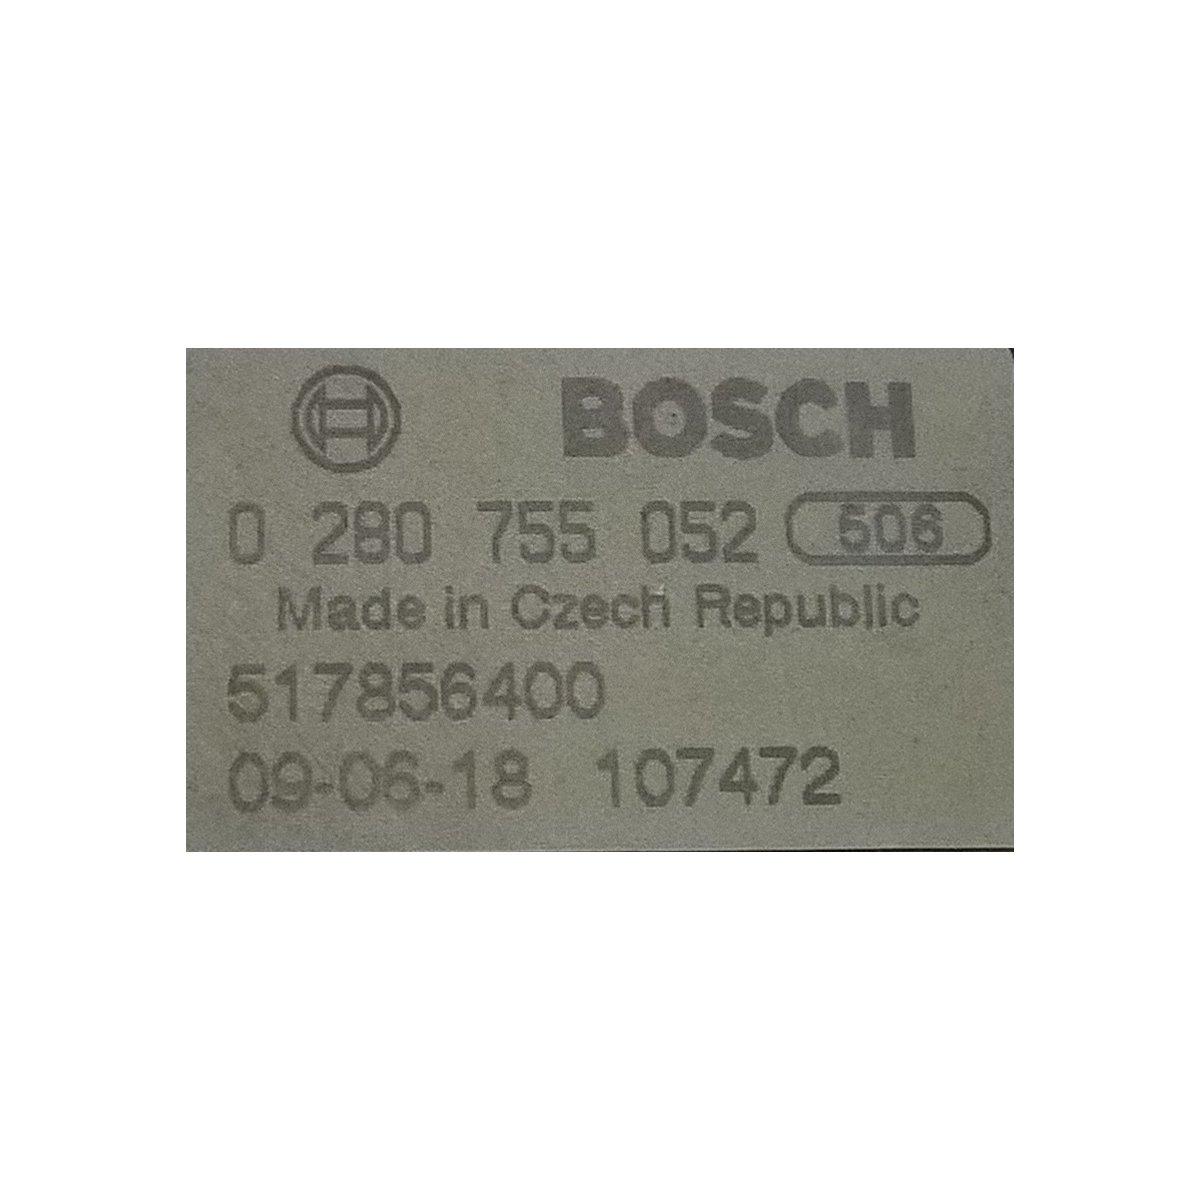 BOSCH
0 280 755 052 506
Made in Czech Republic
517856400
09-06-18 107472